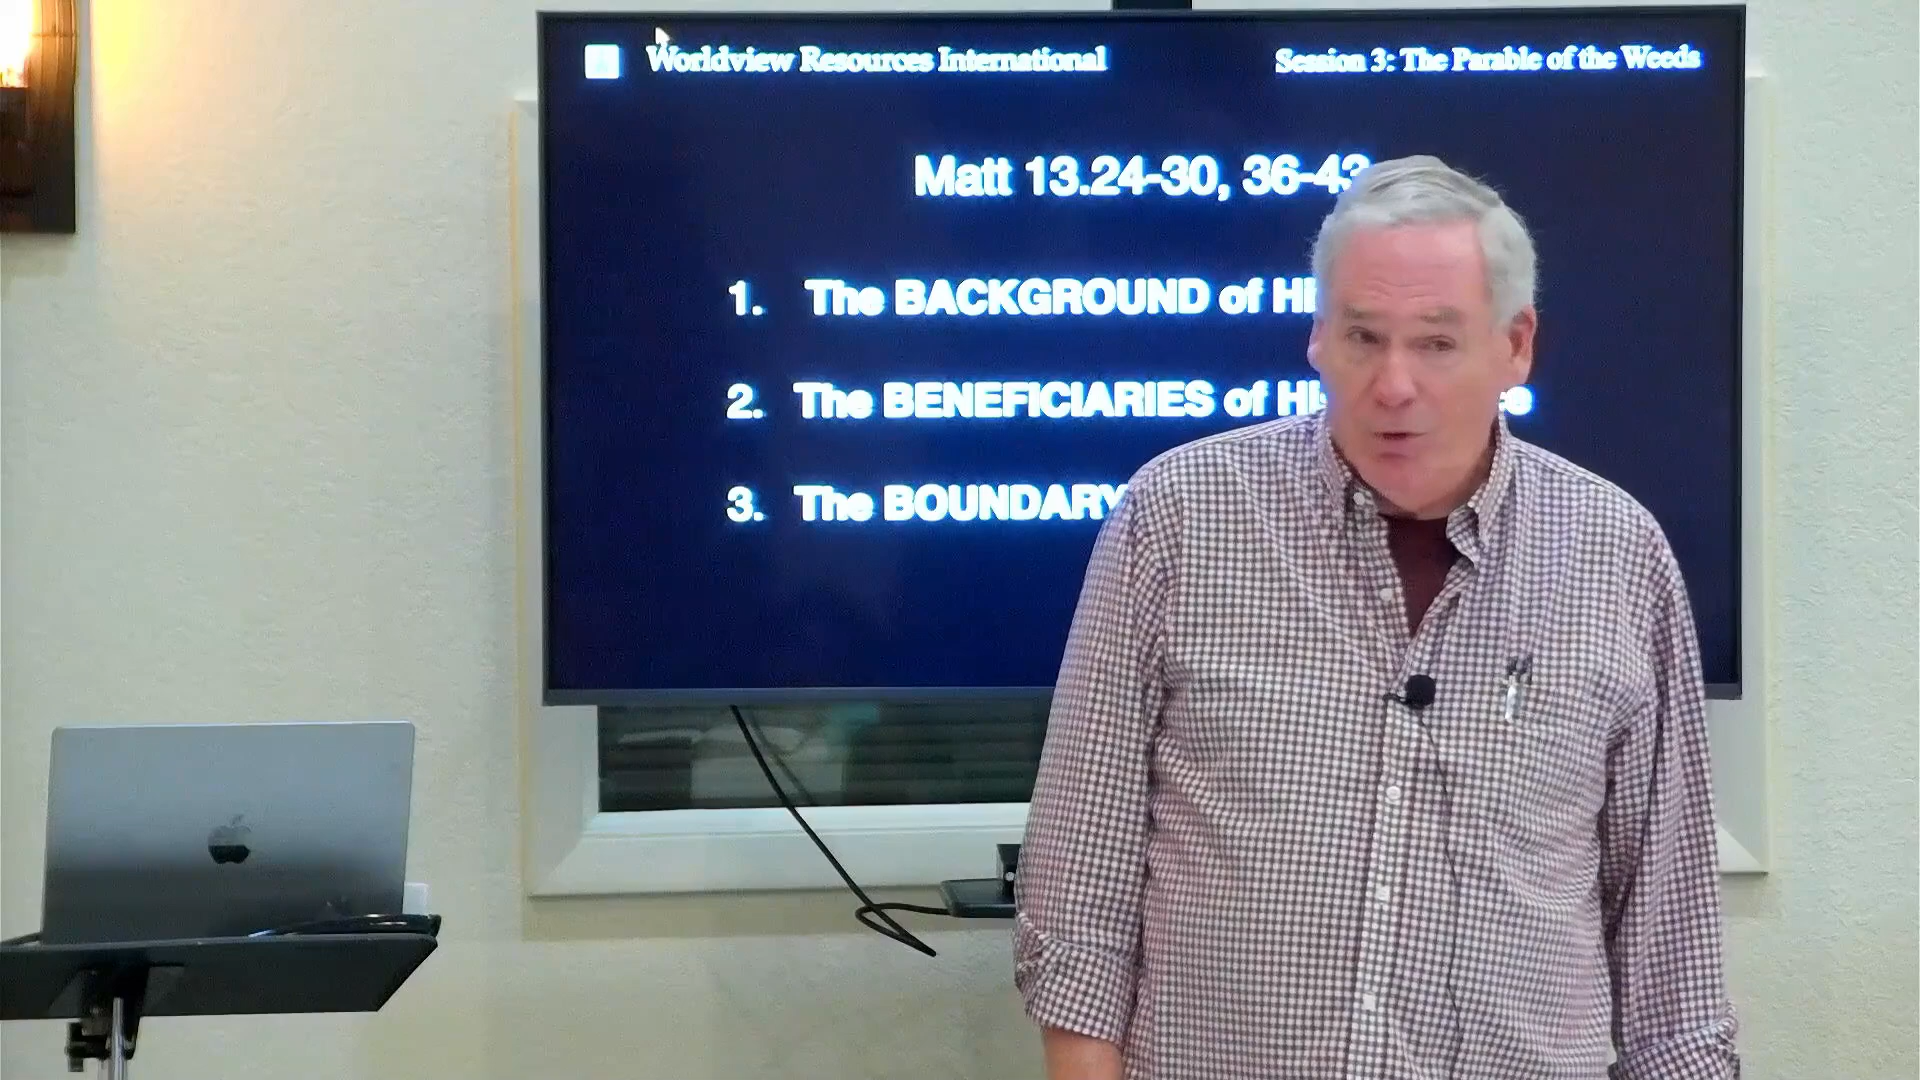 Worldview Resources International
Session 3: The Parable of the Weeds
Matt 13.24-30, 36-43
1. The BACKGROUND of
2. The BENEFICIARIES of
3. The BOUNDARY